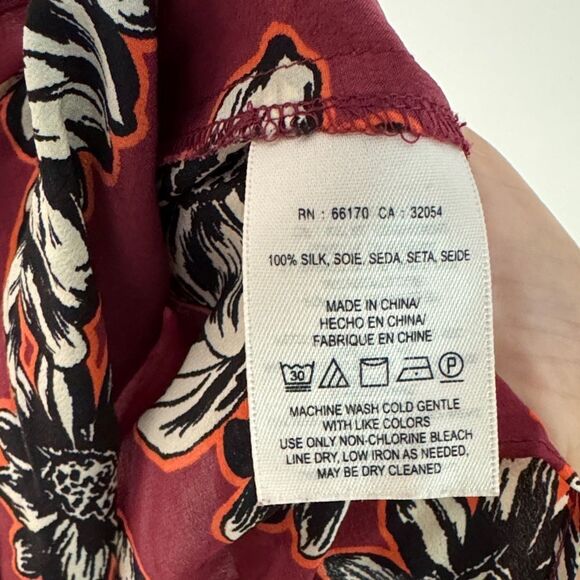 RN : 66170 CA : 32054
100% SILK, SOIE, SEDA, SETA, SEIDE
MADE IN CHINA/
HECHO EN CHINA/
FABRIQUE EN CHINE
30 P
MACHINE WASH COLD GENTLE
WITH LIKE COLORS
USE ONLY NON-CHLORINE BLEACH
LINE DRY, LOW IRON AS NEEDED,
MAY BE DRY CLEANED